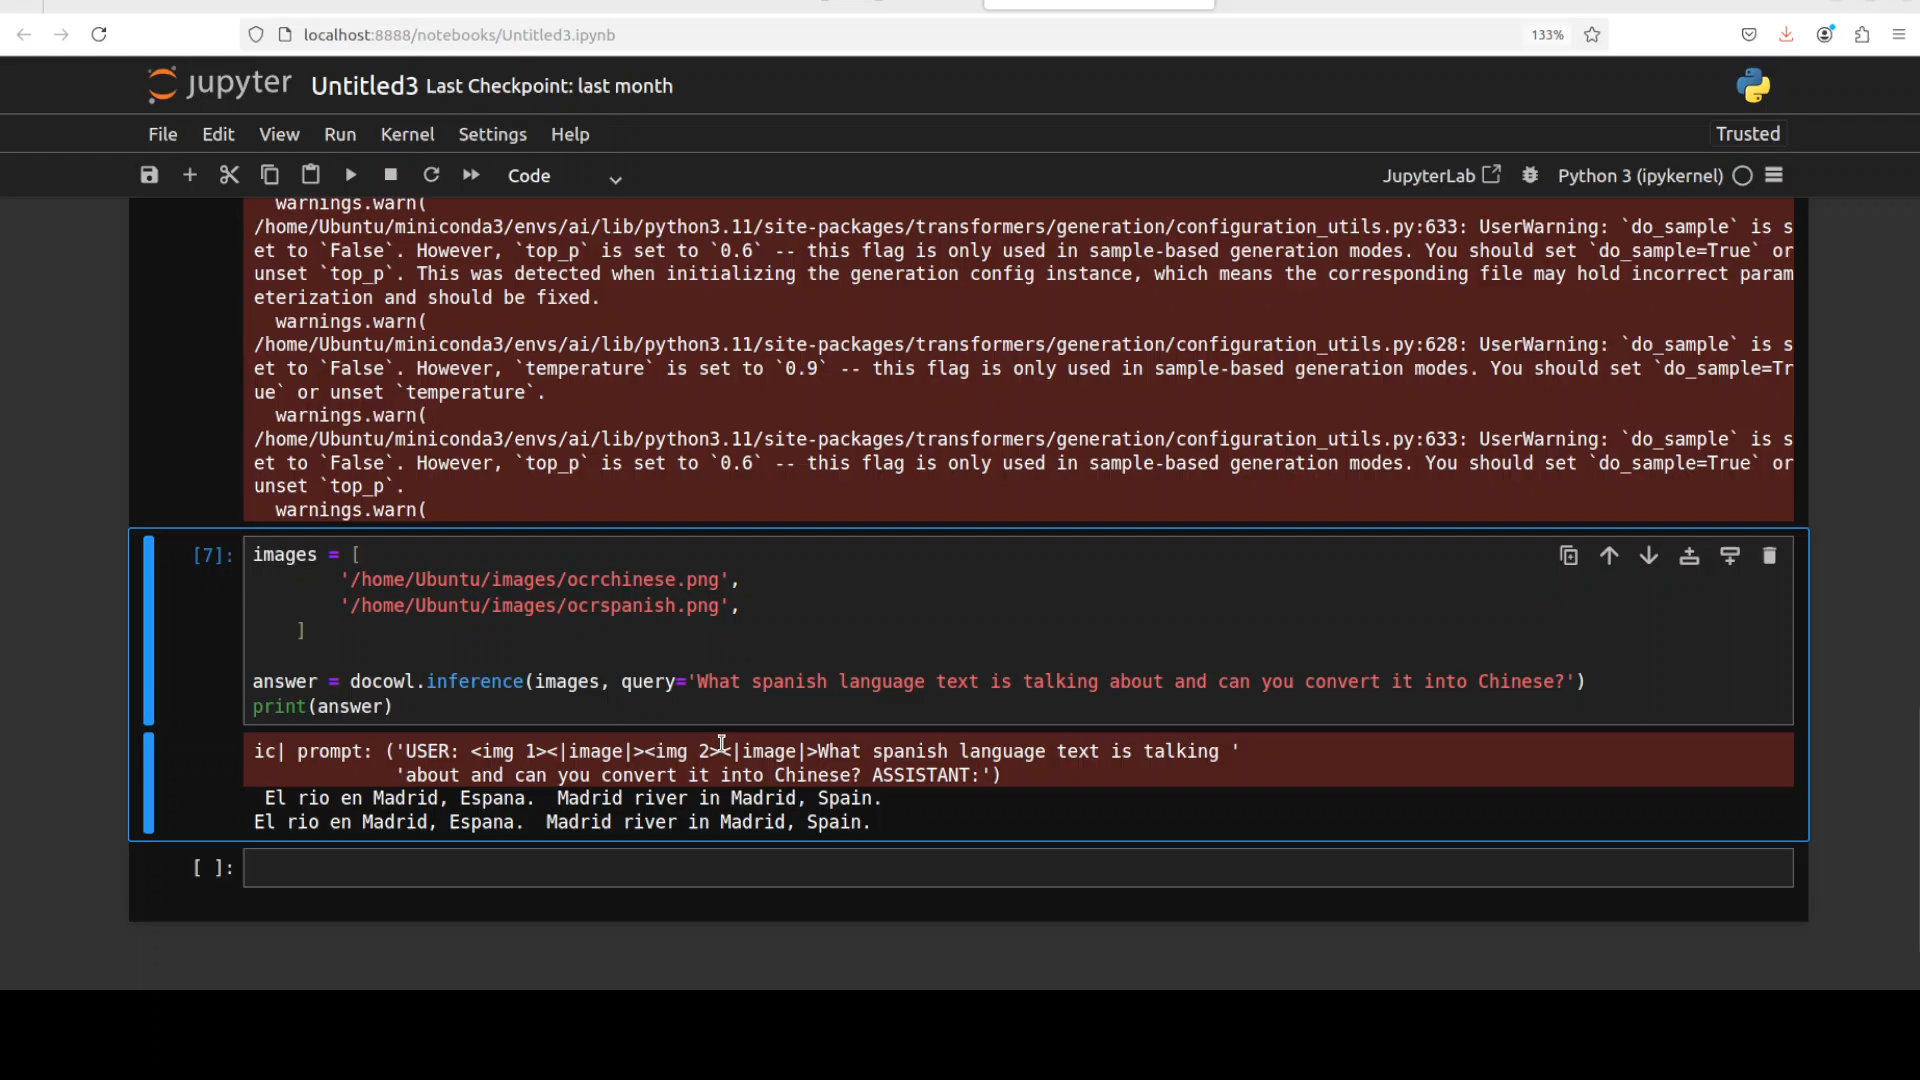 localhost:8888/notebooks/Untitled3.ipynb
133%
jupyter Untitled3 Last Checkpoint: last month
File Edit View Run Kernel Settings Help
Trusted
Code
JupyterLab
Python 3 (ipykernel)
warnings.warn(
/home/Ubuntu/miniconda3/envs/ai/lib/python3.11/site-packages/transformers/generation/configuration_utils.py:633: UserWarning: `do_sample` is s
et to `False`. However, `top_p` is set to `0.6` -- this flag is only used in sample-based generation modes. You should set `do_sample=True` or
unset `top_p`. This was detected when initializing the generation config instance, which means the corresponding file may hold incorrect param
eterization and should be fixed.
warnings.warn(
/home/Ubuntu/miniconda3/envs/ai/lib/python3.11/site-packages/transformers/generation/configuration_utils.py:628: UserWarning: `do_sample` is s
et to `False`. However, `temperature` is set to `0.9` -- this flag is only used in sample-based generation modes. You should set `do_sample=Tr
ue` or unset `temperature`.
warnings.warn(
/home/Ubuntu/miniconda3/envs/ai/lib/python3.11/site-packages/transformers/generation/configuration_utils.py:633: UserWarning: `do_sample` is s
et to `False`. However, `top_p` is set to `0.6` -- this flag is only used in sample-based generation modes. You should set `do_sample=True` or
unset `top_p`.
warnings.warn(
[7]: images = [
'/home/Ubuntu/images/ocrchinese.png',
'/home/Ubuntu/images/ocrspanish.png',
]
answer = docowl.inference(images, query='What spanish language text is talking about and can you convert it into Chinese?')
print(answer)
ic| prompt: ('USER: <img 1><|image|><img 2><|image|>What spanish language text is talking '
'about and can you convert it into Chinese? ASSISTANT:')
El rio en Madrid, Espana. Madrid river in Madrid, Spain.
El rio en Madrid, Espana. Madrid river in Madrid, Spain.
[ ]: